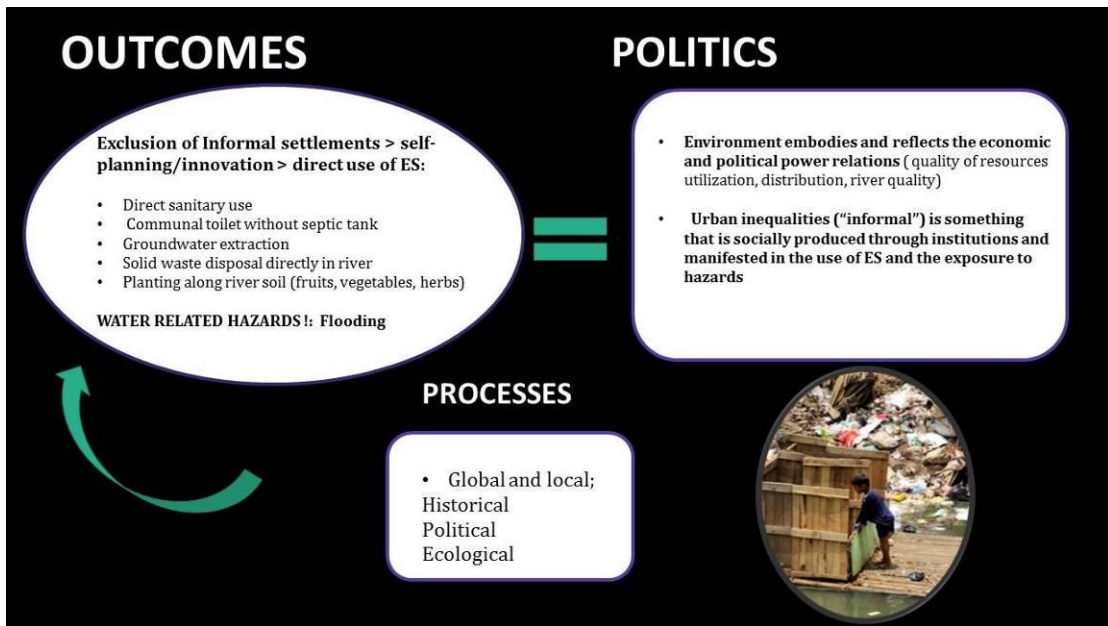 OUTCOMES
Exclusion of Informal settlements > self-
planning/innovation > direct use of ES:
• Direct sanitary use
• Communal toilet without septic tank
• Groundwater extraction
• Solid waste disposal directly in river
• Planting along river soil (fruits, vegetables, herbs)
WATER RELATED HAZARDS!: Flooding
POLITICS
• Environment embodies and reflects the economic
and political power relations ( quality of resources
utilization, distribution, river quality)
• Urban inequalities (“informal”) is something
that is socially produced through institutions and
manifested in the use of ES and the exposure to
hazards
PROCESSES
• Global and local;
Historical
Political
Ecological